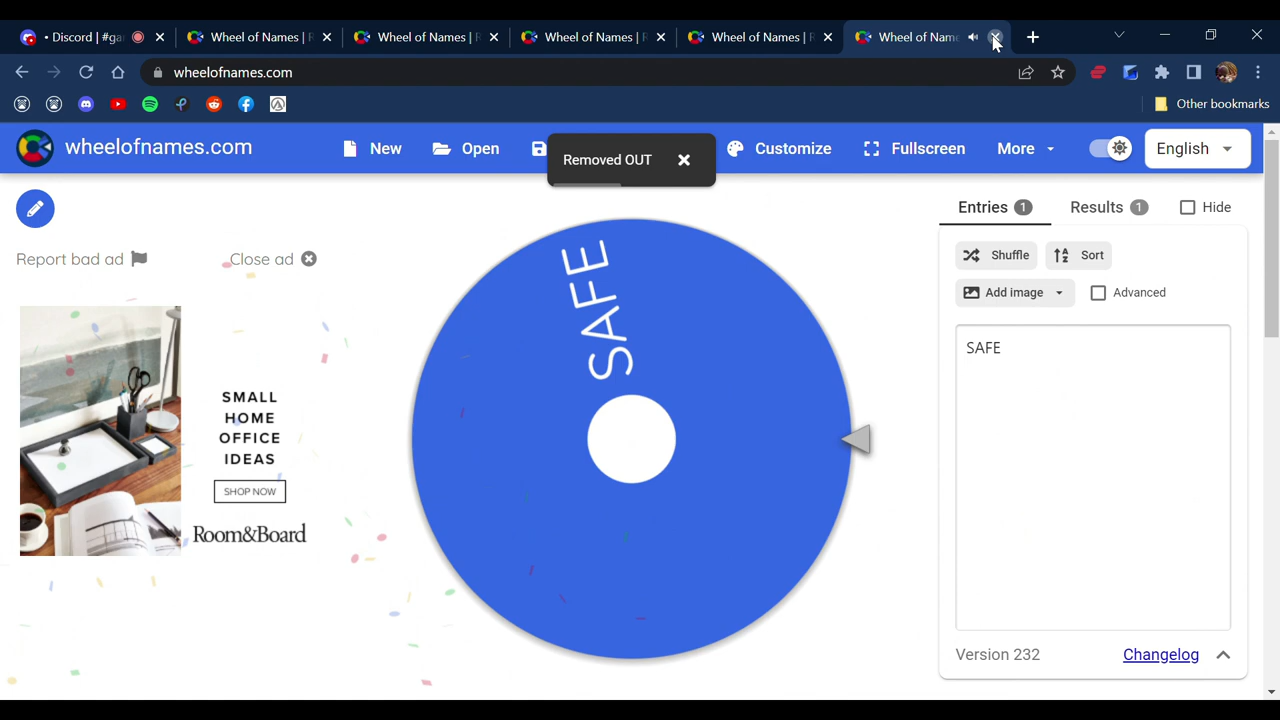 • Discord | #ga
Wheel of Names | R
Wheel of Names | R
Wheel of Names | R
Wheel of Names | R
Wheel of Name
wheelofnames.com
Other bookmarks
wheelofnames.com
New
Open
Removed OUT
Customize
Fullscreen
More
English
Entries 1
Results 1
Hide
Report bad ad
Close ad
Shuffle
Sort
Add image
Advanced
SAFE
SAFE
SMALL
HOME
OFFICE
IDEAS
SHOP NOW
Room&Board
Version 232
Changelog